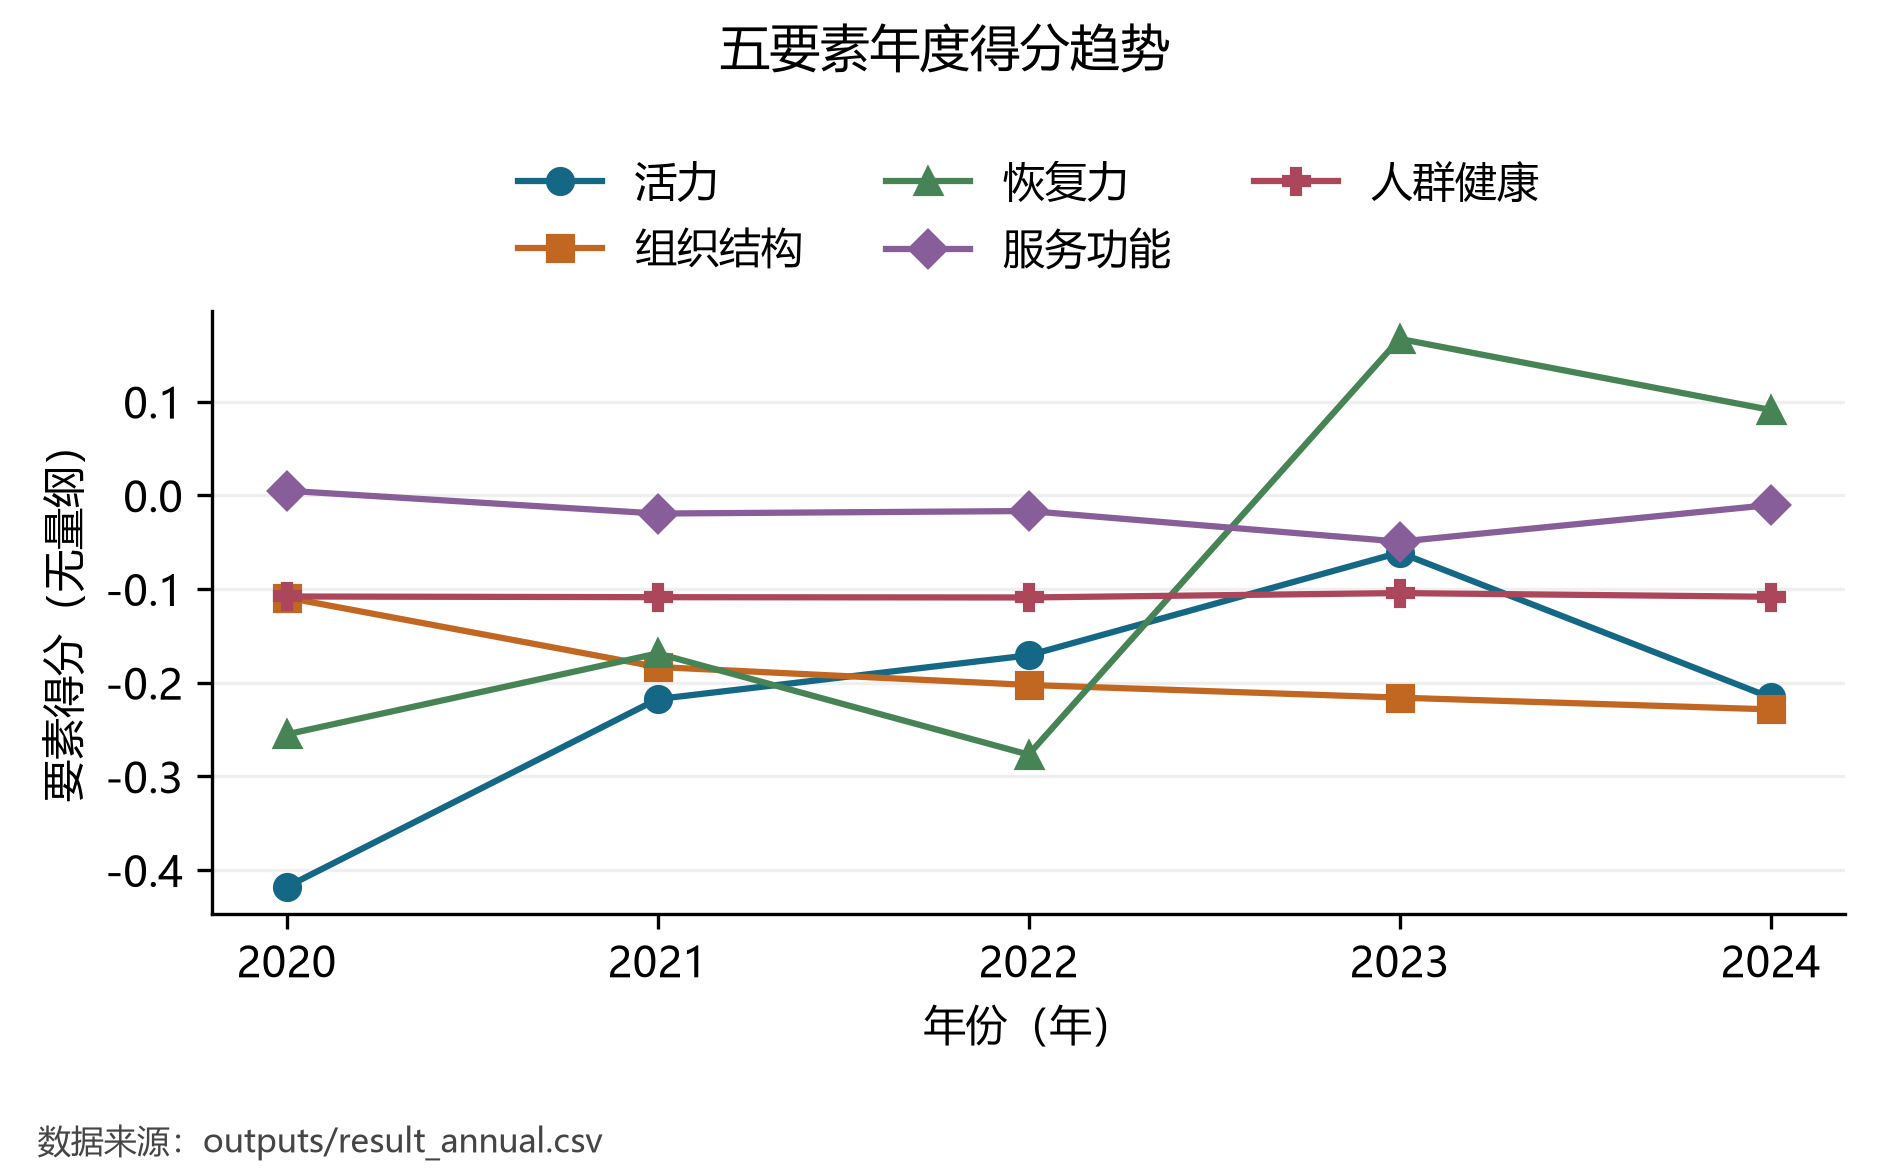 五要素年度得分趋势
活力
恢复力
人群健康
组织结构
服务功能
要素得分（无量纲）
0.1
0.0
-0.1
-0.2
-0.3
-0.4
2020 2021 2022 2023 2024
年份（年）
数据来源：outputs/result_annual.csv